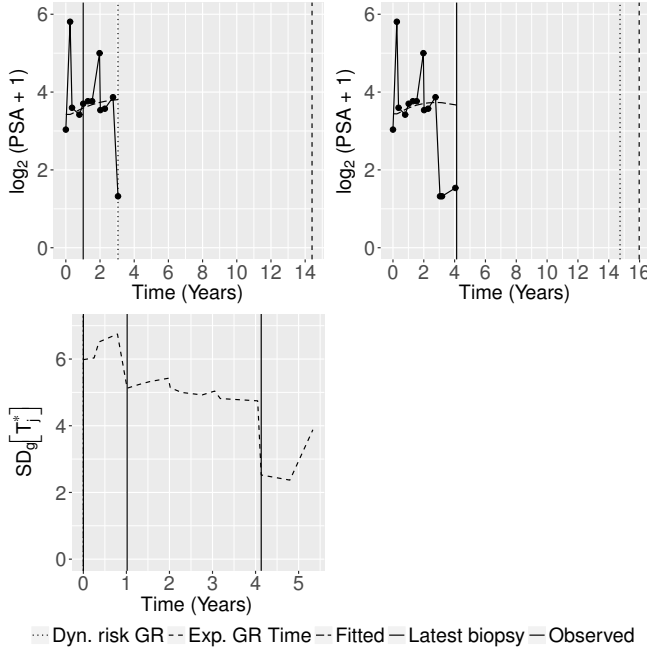 6
4
2
0
log2 (PSA + 1)
0 2 4 6 8 10 12 14
Time (Years)
6
4
2
0
log2 (PSA + 1)
0 2 4 6 8 10 12 14 16
Time (Years)
6
4
2
0
SDg[T*j]
0 1 2 3 4 5
Time (Years)
Dyn. risk GR Exp. GR Time Fitted Latest biopsy Observed